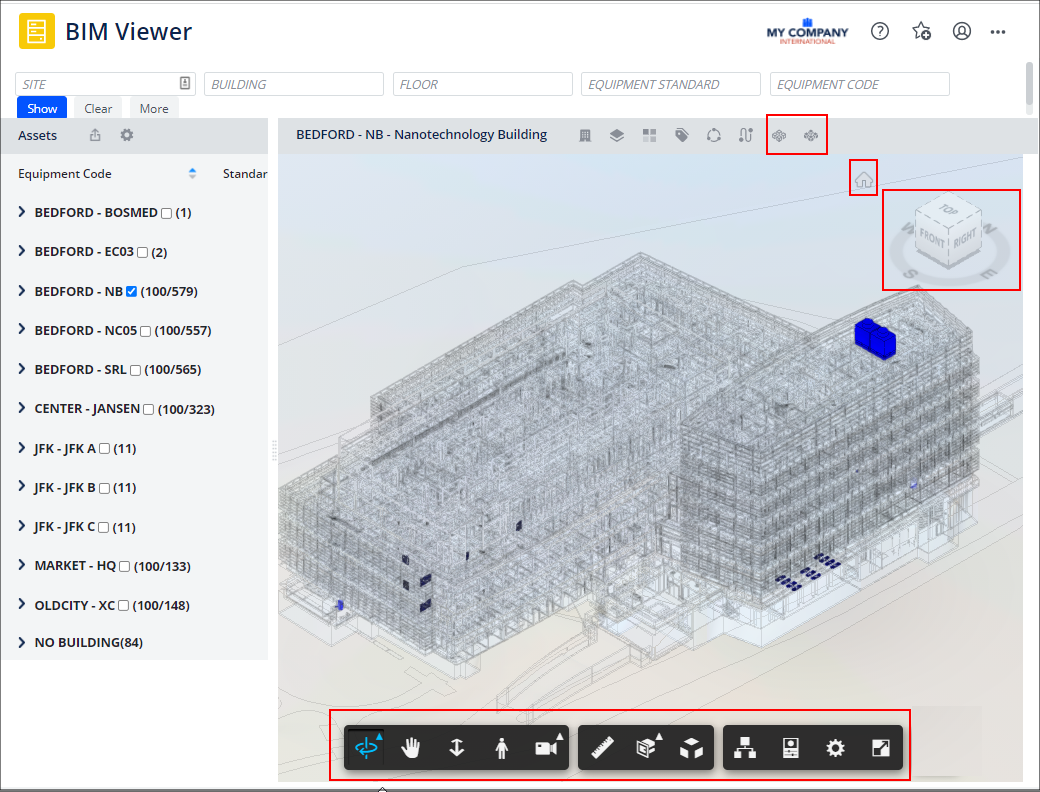 BIM Viewer
MY COMPANY
INTERNATIONAL
SITE
BUILDING
FLOOR
EQUIPMENT STANDARD
EQUIPMENT CODE
Show
Clear
More
Assets
BEDFORD - NB - Nanotechnology Building
Equipment Code
Standar
BEDFORD - BOSMED (1)
BEDFORD - EC03 (2)
BEDFORD - NB (100/579)
BEDFORD - NC05 (100/557)
BEDFORD - SRL (100/565)
CENTER - JANSEN (100/323)
JFK - JFK A (11)
JFK - JFK B (11)
JFK - JFK C (11)
MARKET - HQ (100/133)
OLDCITY - XC (100/148)
NO BUILDING(84)
TOP
FRONT
RIGHT
W
N
S
E